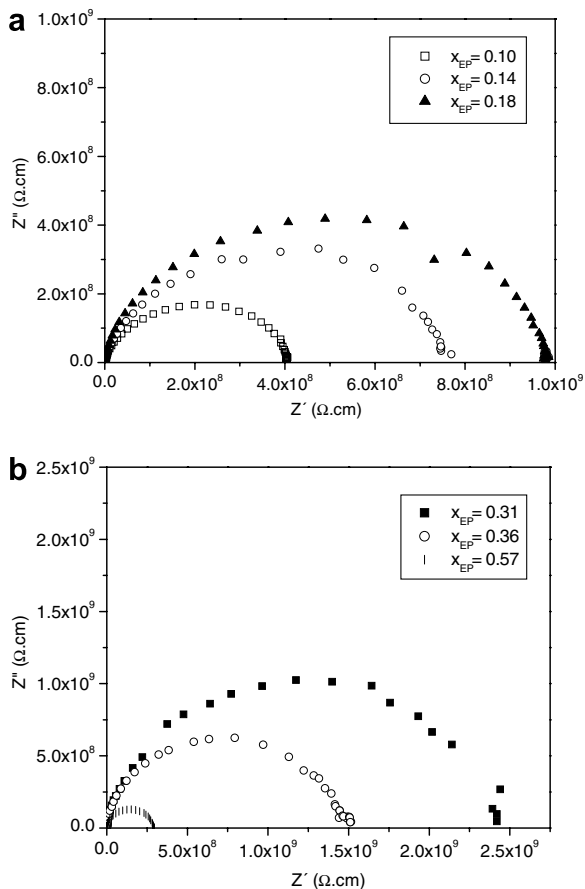 a
1.0x10⁹
8.0x10⁸
6.0x10⁸
4.0x10⁸
2.0x10⁸
0.0
Z" (Ω.cm)
x_EP= 0.10
x_EP= 0.14
x_EP= 0.18
0.0 2.0x10⁸ 4.0x10⁸ 6.0x10⁸ 8.0x10⁸ 1.0x10⁹
Z´ (Ω.cm)
b
2.5x10⁹
2.0x10⁹
1.5x10⁹
1.0x10⁹
5.0x10⁸
0.0
Z" (Ω.cm)
x_EP= 0.31
x_EP= 0.36
x_EP= 0.57
0.0 5.0x10⁸ 1.0x10⁹ 1.5x10⁹ 2.0x10⁹ 2.5x10⁹
Z´ (Ω.cm)